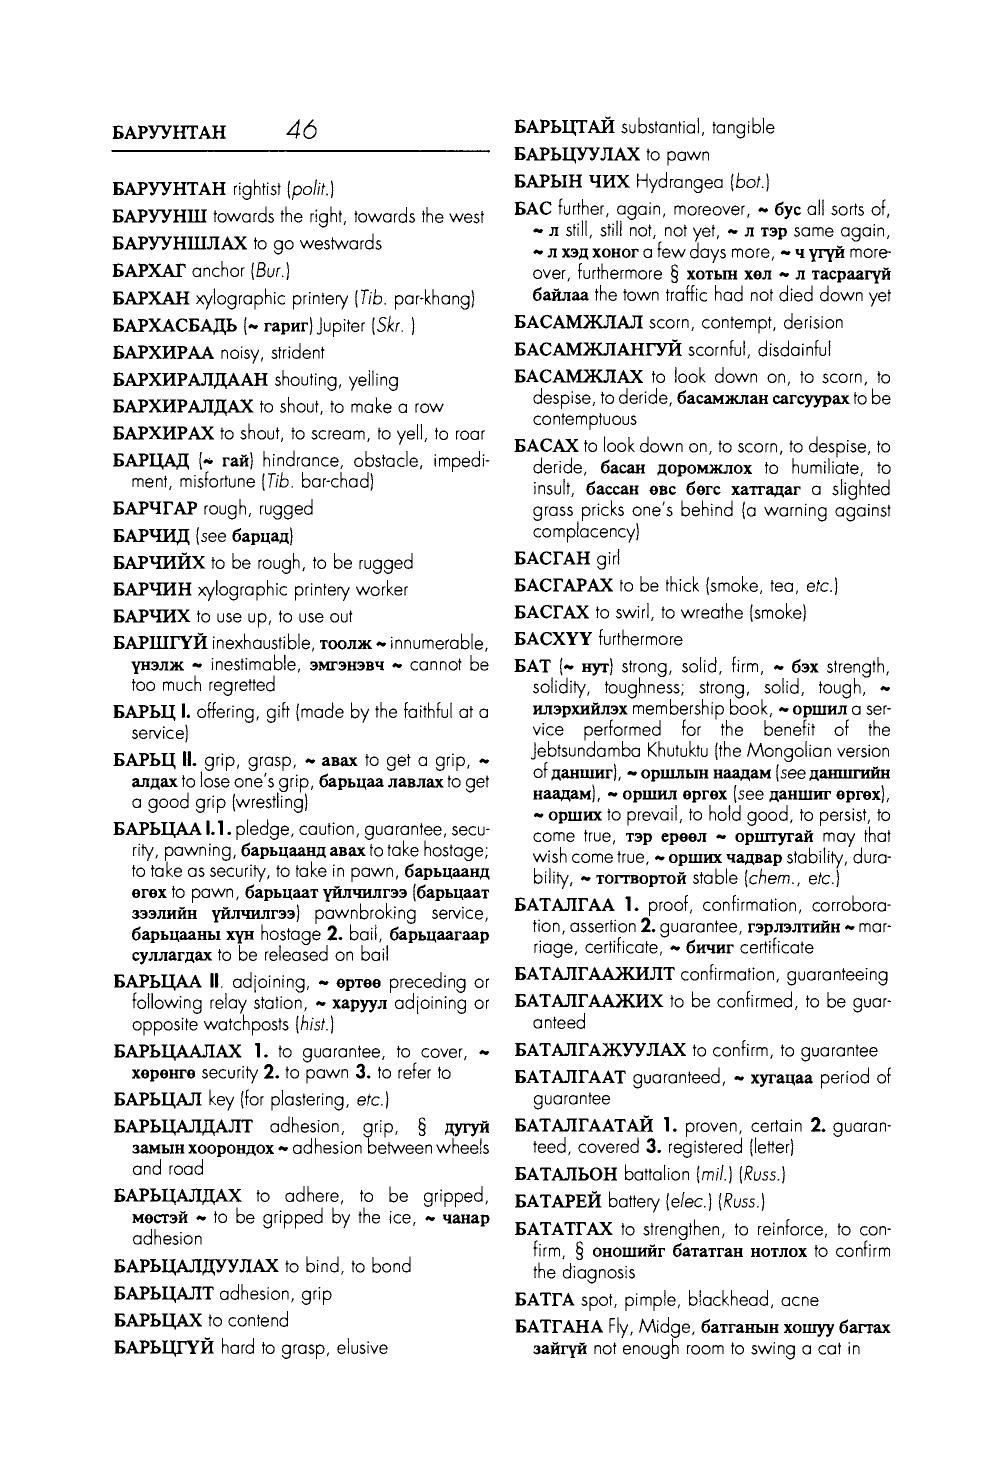 БАРУУНТАН 46
БАРУУНТАН rightist (polit.)
БАРУУНШ towards the right, towards the west
БАРУУНШЛАХ to go westwards
БАРХАГ anchor (Bur.)
БАРХАН xylographic printery (Tib. par-khang)
БАРХАСБАДЬ (~ гариг) Jupiter (Skr. )
БАРХИРАА noisy, strident
БАРХИРАЛДААН shouting, yelling
БАРХИРАЛДАХ to shout, to make a row
БАРХИРАХ to shout, to scream, to yell, to roar
БАРЦАД (~ гай) hindrance, obstacle, impedi-
ment, misfortune (Tib. bar-chad)
БАРЧГАР rough, rugged
БАРЧИД (see барцад)
БАРЧИЙХ to be rough, to be rugged
БАРЧИН xylographic printery worker
БАРЧИХ to use up, to use out
БАРШГҮЙ inexhaustible, тоолж ~ innumerable,
үнэлж ~ inestimable, эмгэнэвч ~ cannot be
too much regretted
БАРЬЦ I. offering, gift (made by the faithful at a
service)
БАРЬЦ II. grip, grasp, ~ авах to get a grip, ~
алдах to lose one's grip, барьцаа лавлах to get
a good grip (wrestling)
БАРЬЦАА I.1. pledge, caution, guarantee, secu-
rity, pawning, барьцаанд авах to take hostage;
to take as security, to take in pawn, барьцаанд
өгөх to pawn, барьцаат үйлчилгээ (барьцаат
зээлийн үйлчилгээ) pawnbroking service,
барьцааны хүн hostage 2. bail, барьцаагаар
суллагдах to be released on bail
БАРЬЦАА II. adjoining, ~ өртөө preceding or
following relay station, ~ харуул adjoining or
opposite watchposts (hist.)
БАРЬЦААЛАХ 1. to guarantee, to cover, ~
хөрөнгө security 2. to pawn 3. to refer to
БАРЬЦАЛ key (for plastering, etc.)
БАРЬЦАЛДАЛТ adhesion, grip, § дугуй
замын хоорондох ~ adhesion between wheels
and road
БАРЬЦАЛДАХ to adhere, to be gripped,
мөстэй ~ to be gripped by the ice, ~ чанар
adhesion
БАРЬЦАЛДУУЛАХ to bind, to bond
БАРЬЦАЛТ adhesion, grip
БАРЬЦАХ to contend
БАРЬЦГҮЙ hard to grasp, elusive
БАРЬЦТАЙ substantial, tangible
БАРЬЦУУЛАХ to pawn
БАРЫН ЧИХ Hydrangea (bot.)
БАС further, again, moreover, ~ бус all sorts of,
~ л still, still not, not yet, ~ л тэр same again,
~ л хэд хоног a few days more, ~ ч үгүй more-
over, furthermore § хотын хөл ~ л тасраагүй
байлаа the town traffic had not died down yet
БАСАМЖЛАЛ scorn, contempt, derision
БАСАМЖЛАНГУЙ scornful, disdainful
БАСАМЖЛАХ to look down on, to scorn, to
despise, to deride, басамжлан сагсуурах to be
contemptuous
БАСАХ to look down on, to scorn, to despise, to
deride, басан доромжлох to humiliate, to
insult, бассан өвс бөгс хатгадаг a slighted
grass pricks one's behind (a warning against
complacency)
БАСГАН girl
БАСГАРАХ to be thick (smoke, tea, etc.)
БАСГАХ to swirl, to wreathe (smoke)
БАСХҮҮ furthermore
БАТ (~ нут) strong, solid, firm, ~ бэх strength,
solidity, toughness; strong, solid, tough, ~
илэрхийлэх membership book, ~ оршил a ser-
vice performed for the benefit of the
Jebtsundamba Khutuktu (the Mongolian version
of даншиг), ~ оршлын наадам (see даншгийн
наадам), ~ оршил өргөх (see даншиг өргөх),
~ орших to prevail, to hold good, to persist, to
come true, тэр ерөөл ~ орштугай may that
wish come true, ~ орших чадвар stability, dura-
bility, ~ тогтвортой stable (chem., etc.)
БАТАЛГАА 1. proof, confirmation, corrobora-
tion, assertion 2. guarantee, гэрлэлтийн ~ mar-
riage, certificate, ~ бичиг certificate
БАТАЛГААЖИЛТ confirmation, guaranteeing
БАТАЛГААЖИХ to be confirmed, to be guar-
anteed
БАТАЛГАЖУУЛАХ to confirm, to guarantee
БАТАЛГААТ guaranteed, ~ хугацаа period of
guarantee
БАТАЛГААТАЙ 1. proven, certain 2. guaran-
teed, covered 3. registered (letter)
БАТАЛЬОН battalion (mil.) (Russ.)
БАТАРЕЙ battery (elec.) (Russ.)
БАТАТГАХ to strengthen, to reinforce, to con-
firm, § оношийг бататган нотлох to confirm
the diagnosis
БАТГА spot, pimple, blackhead, acne
БАТГАНА Fly, Midge, батганын хошуу багтах
зайгүй not enough room to swing a cat in